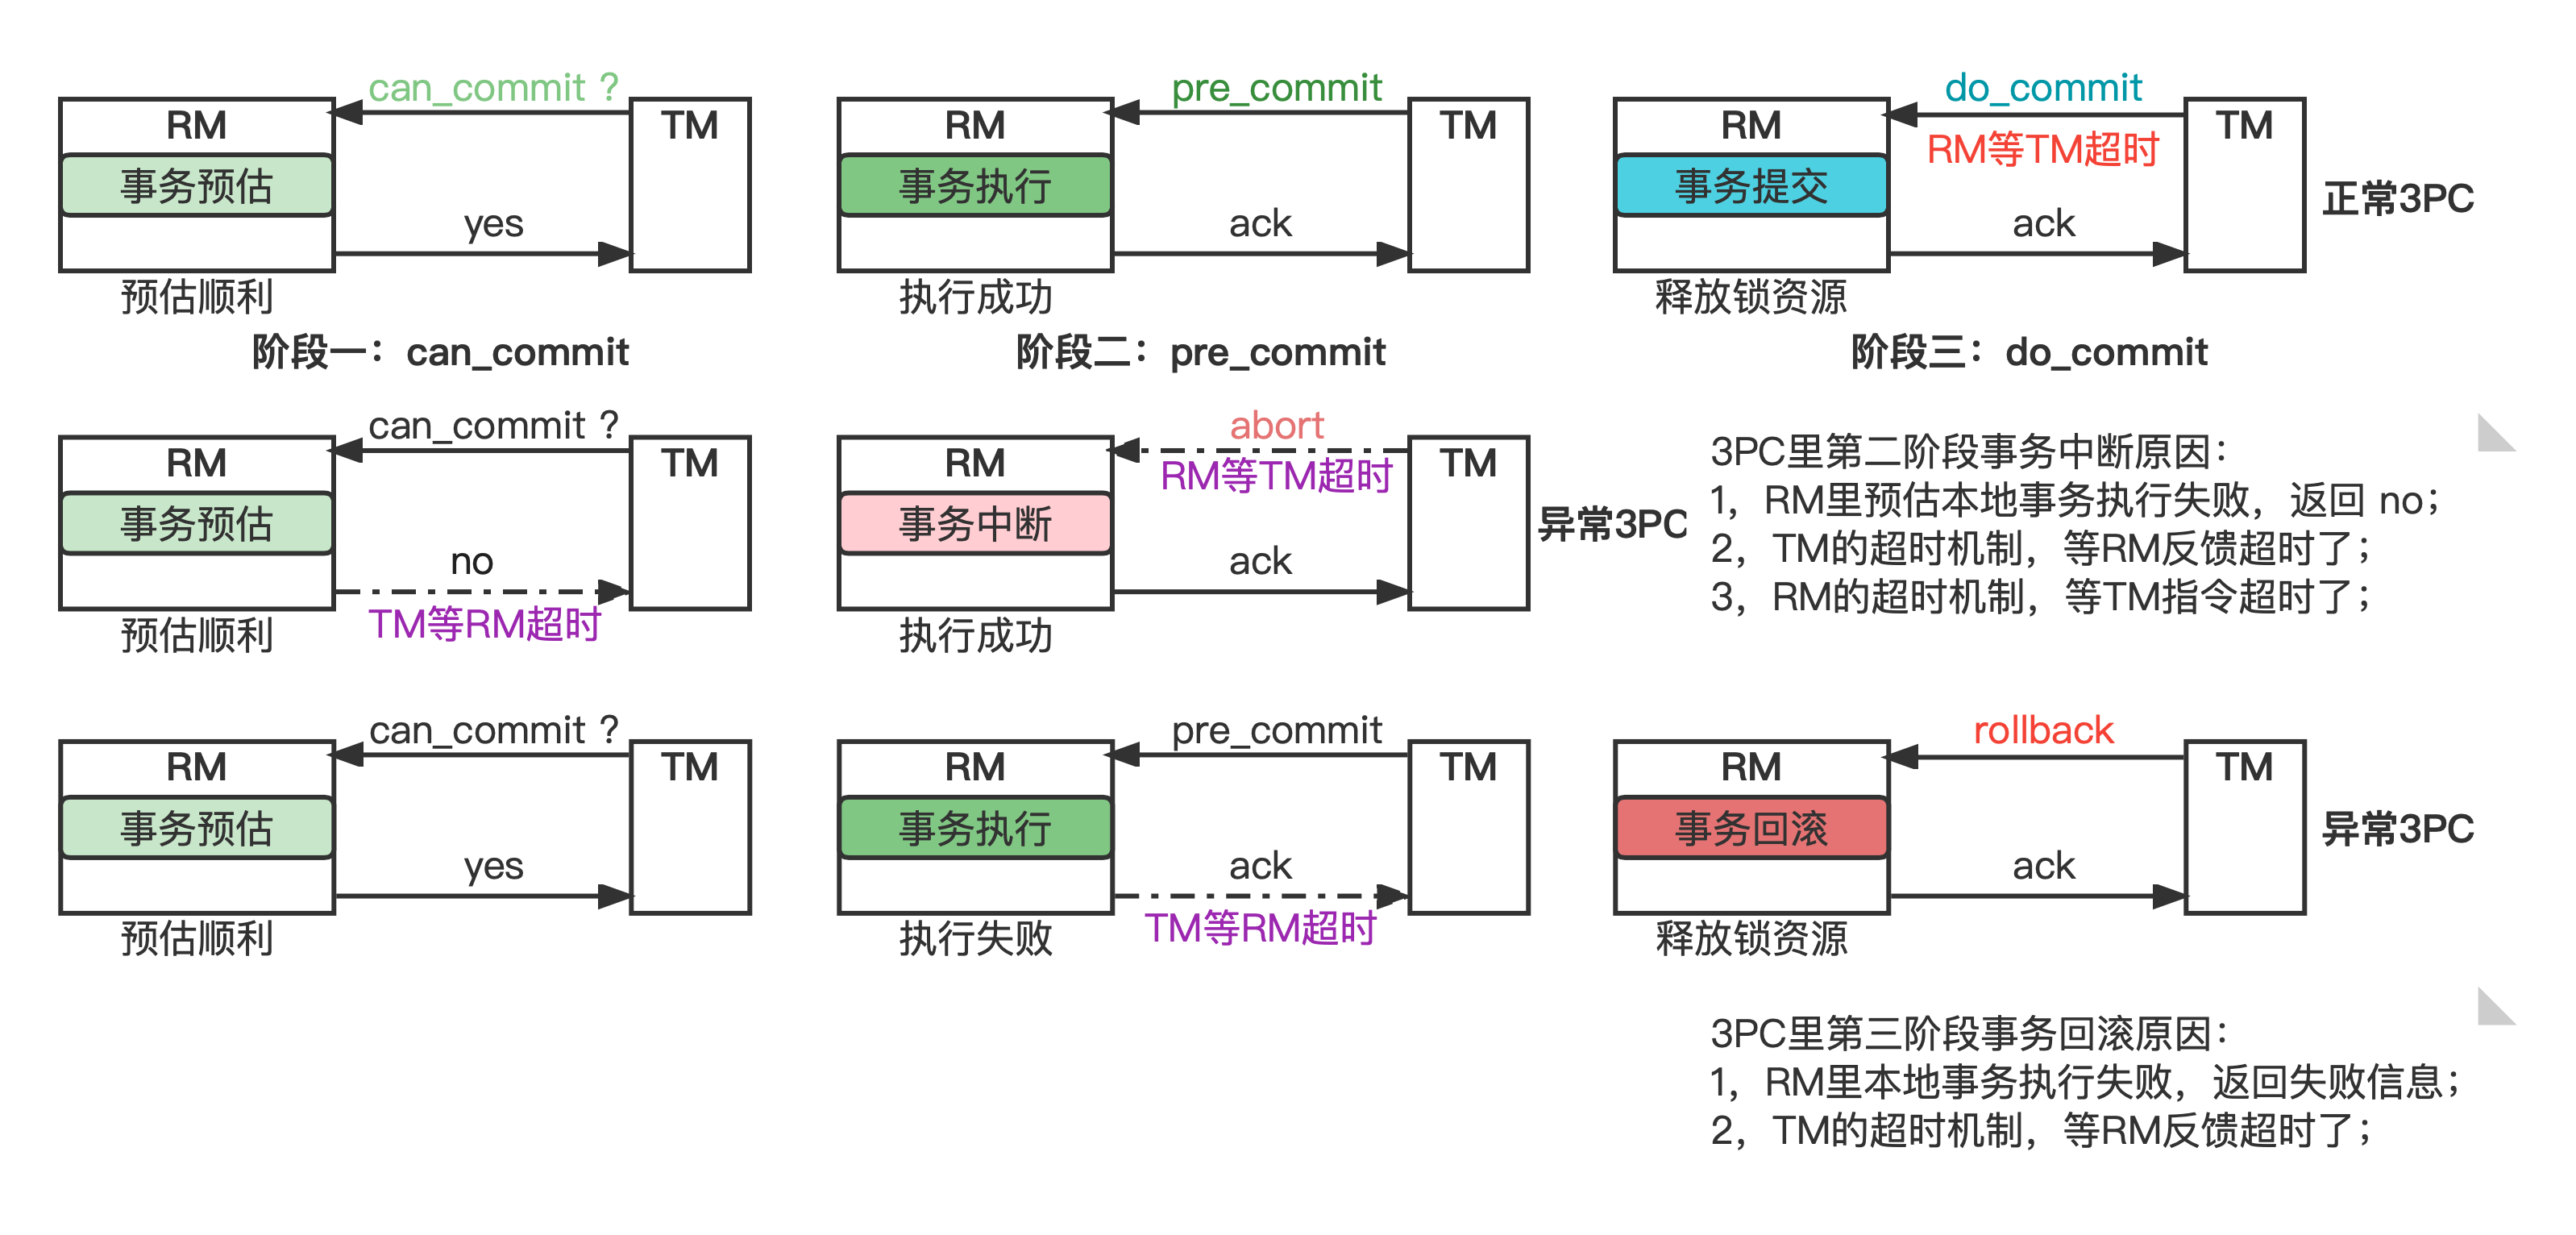 can_commit ?
RM
TM
事务预估
yes
预估顺利
pre_commit
RM
TM
事务执行
ack
执行成功
do_commit
RM
RM等TM超时
TM
事务提交
ack
释放锁资源
正常3PC
阶段一：can_commit
阶段二：pre_commit
阶段三：do_commit
can_commit ?
RM
TM
事务预估
no
TM等RM超时
预估顺利
abort
RM
RM等TM超时
TM
事务中断
ack
执行成功
异常3PC
3PC里第二阶段事务中断原因：
1，RM里预估本地事务执行失败，返回 no；
2，TM的超时机制，等RM反馈超时了；
3，RM的超时机制，等TM指令超时了；
can_commit ?
RM
TM
事务预估
yes
预估顺利
pre_commit
RM
TM
事务执行
ack
TM等RM超时
执行失败
rollback
RM
TM
事务回滚
ack
释放锁资源
异常3PC
3PC里第三阶段事务回滚原因：
1，RM里本地事务执行失败，返回失败信息；
2，TM的超时机制，等RM反馈超时了；